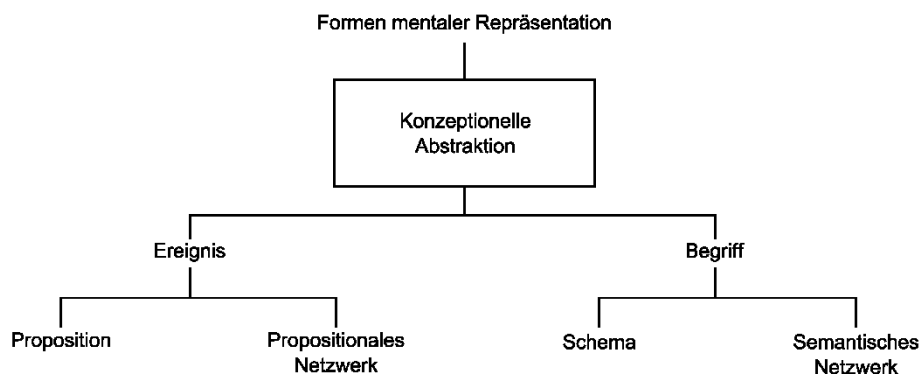 Formen mentaler Repräsentation
Konzeptionelle
Abstraktion
Ereignis
Begriff
Proposition
Propositionales
Netzwerk
Schema
Semantisches
Netzwerk